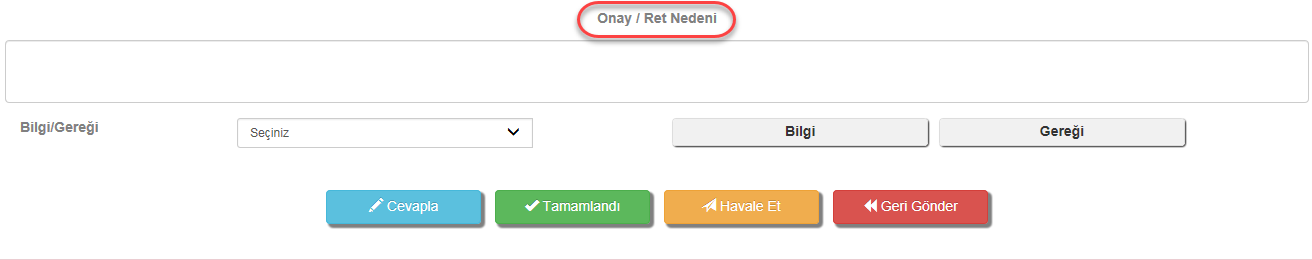 Onay / Ret Nedeni
Bilgi/Gereği
Seçiniz
Bilgi
Gereği
Cevapla
Tamamlandı
Havale Et
Geri Gönder